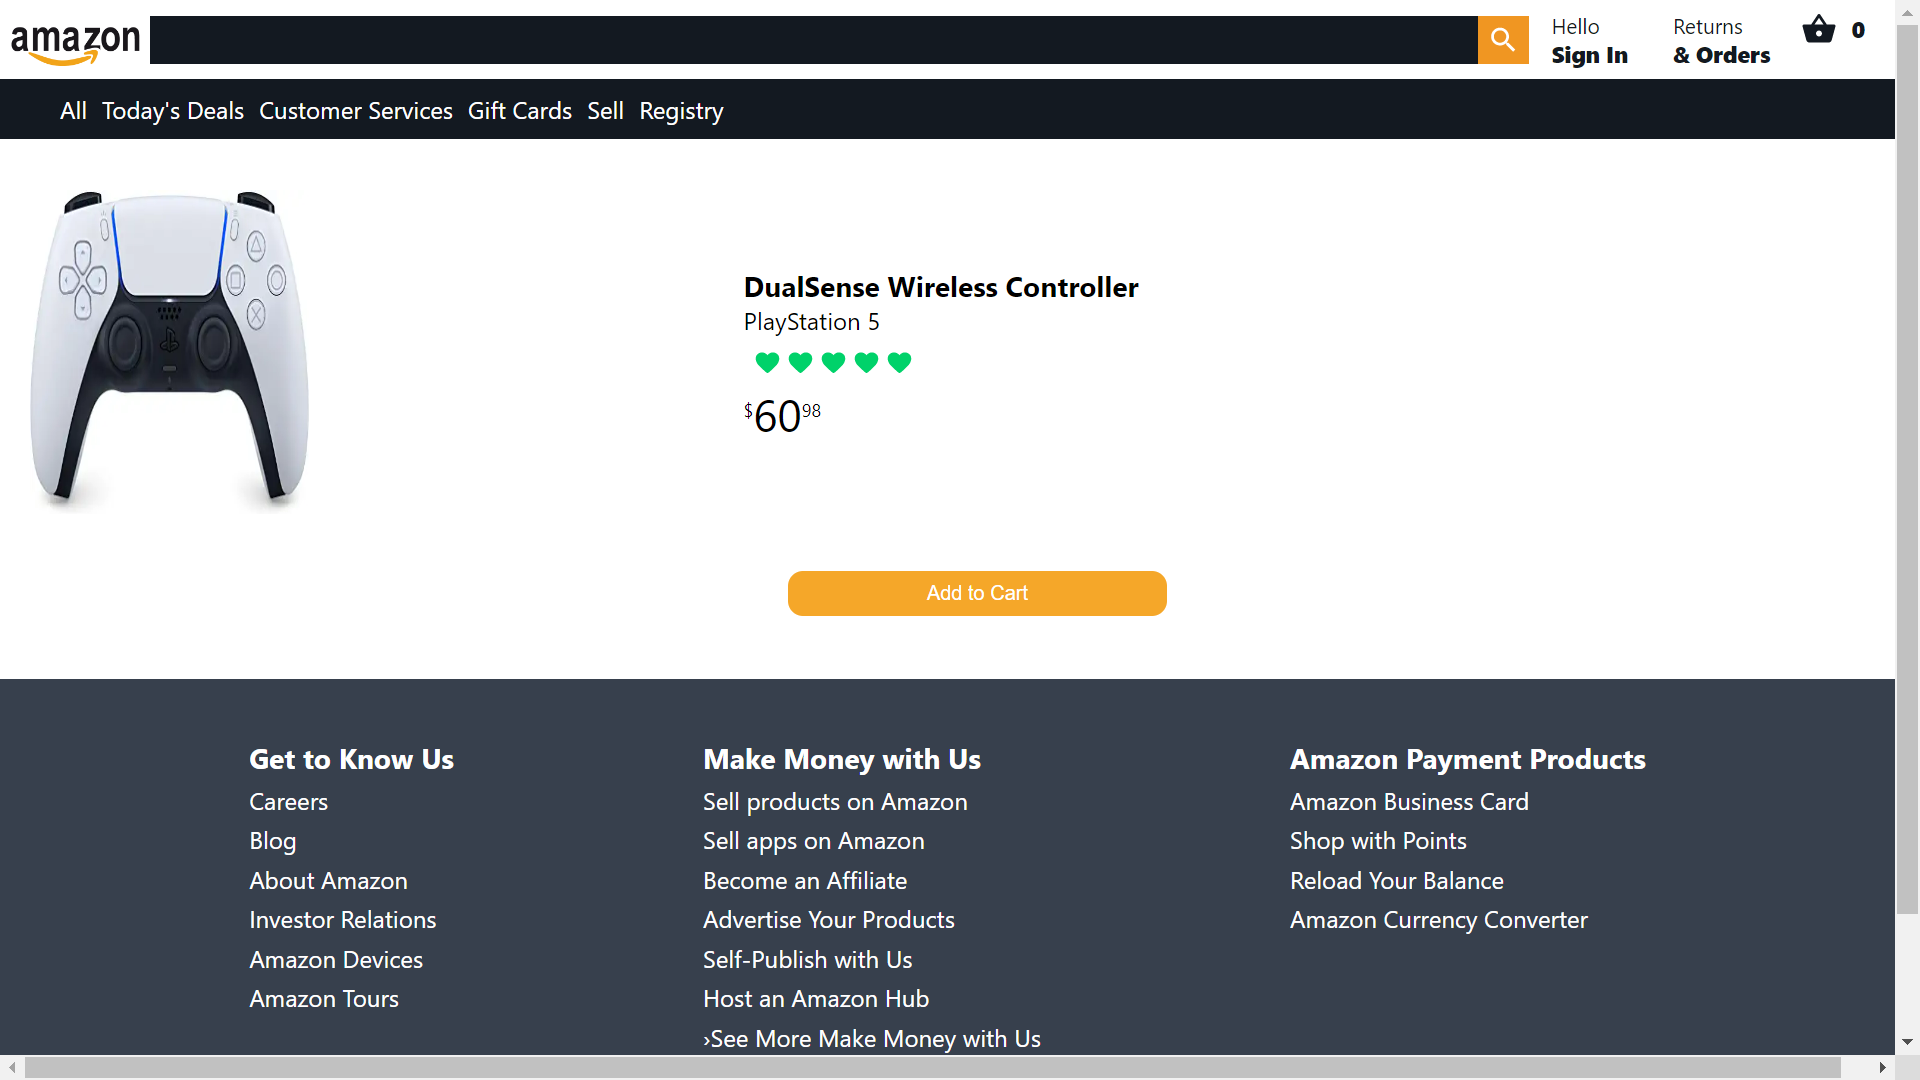 amazon
Hello
Sign In
Returns
& Orders
0
All Today's Deals Customer Services Gift Cards Sell Registry
DualSense Wireless Controller
PlayStation 5
$6098
Add to Cart
Get to Know Us
Careers
Blog
About Amazon
Investor Relations
Amazon Devices
Amazon Tours
Make Money with Us
Sell products on Amazon
Sell apps on Amazon
Become an Affiliate
Advertise Your Products
Self-Publish with Us
Host an Amazon Hub
›See More Make Money with Us
Amazon Payment Products
Amazon Business Card
Shop with Points
Reload Your Balance
Amazon Currency Converter